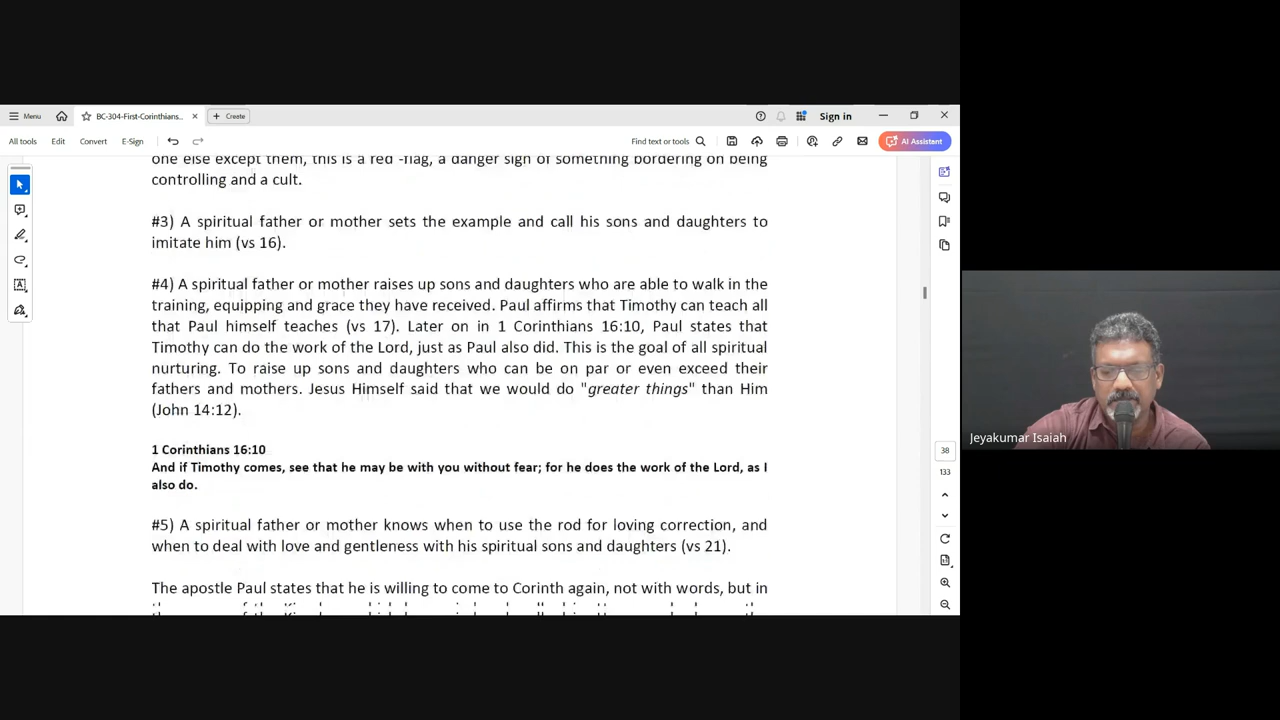 Menu
BC-304-First-Corinthians...
Create
Sign in
All tools
Edit
Convert
E-Sign
Find text or tools
AI Assistant
one else except them, this is a red -flag, a danger sign of something bordering on being
controlling and a cult.
#3) A spiritual father or mother sets the example and call his sons and daughters to
imitate him (vs 16).
#4) A spiritual father or mother raises up sons and daughters who are able to walk in the
training, equipping and grace they have received. Paul affirms that Timothy can teach all
that Paul himself teaches (vs 17). Later on in 1 Corinthians 16:10, Paul states that
Timothy can do the work of the Lord, just as Paul also did. This is the goal of all spiritual
nurturing. To raise up sons and daughters who can be on par or even exceed their
fathers and mothers. Jesus Himself said that we would do "greater things" than Him
(John 14:12).
1 Corinthians 16:10
And if Timothy comes, see that he may be with you without fear; for he does the work of the Lord, as I
also do.
#5) A spiritual father or mother knows when to use the rod for loving correction, and
when to deal with love and gentleness with his spiritual sons and daughters (vs 21).
The apostle Paul states that he is willing to come to Corinth again, not with words, but in
38
133
Jeyakumar Isaiah